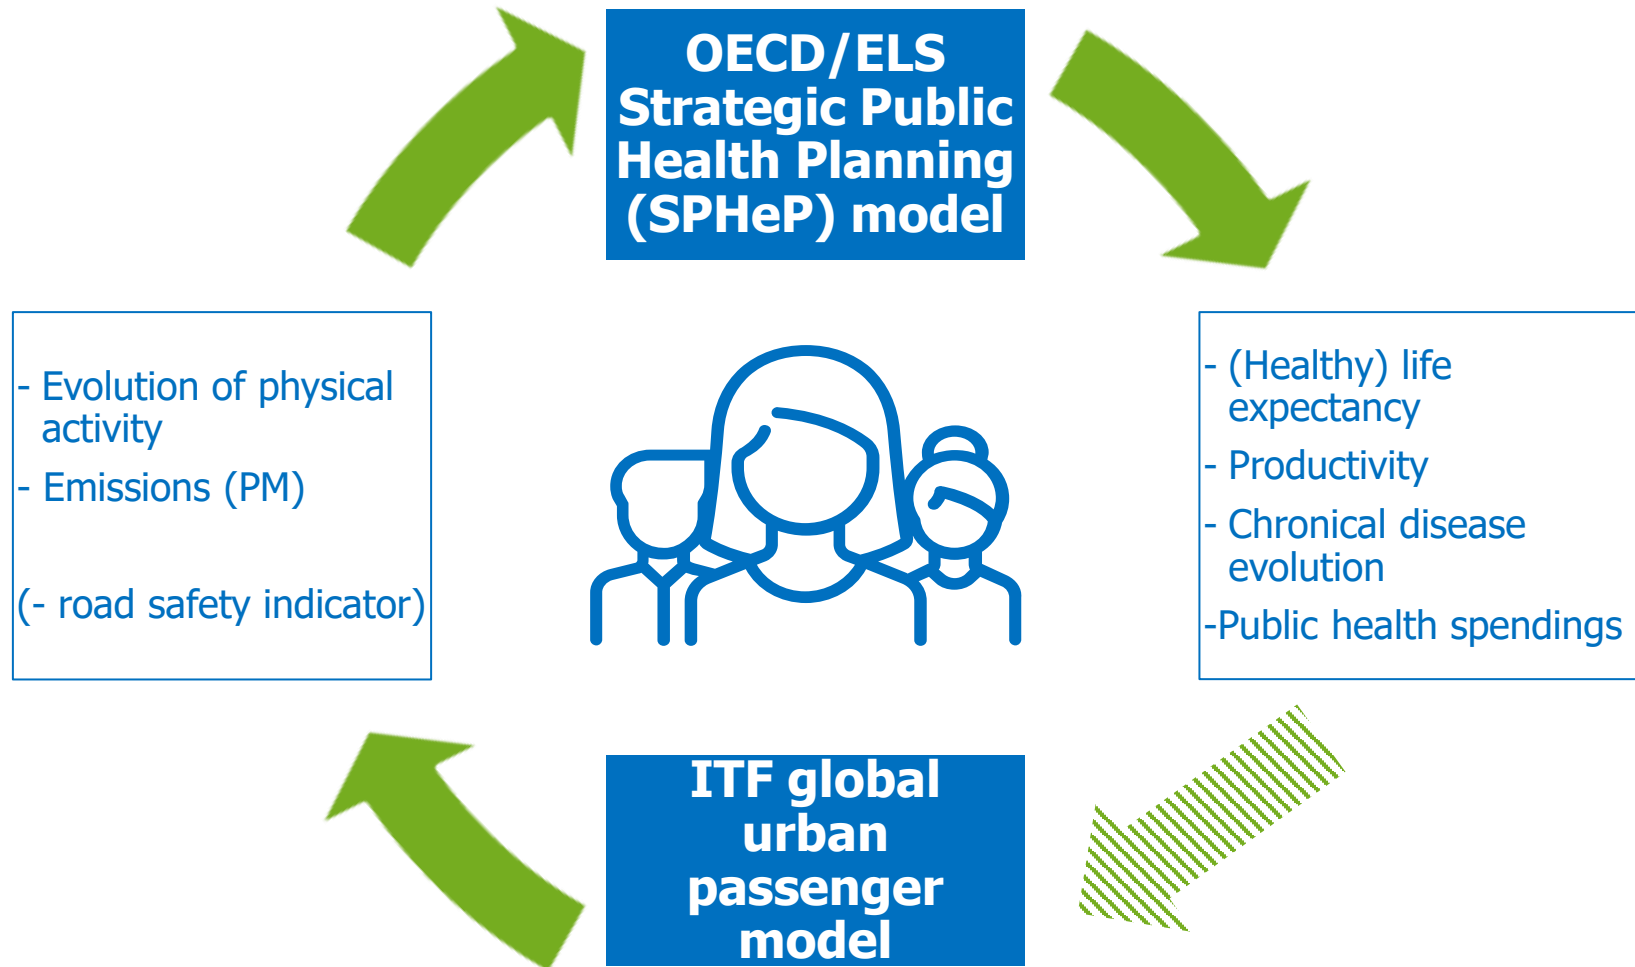 OECD/ELS
Strategic Public
Health Planning
(SPHeP) model
- Evolution of physical
activity
- Emissions (PM)
(- road safety indicator)
- (Healthy) life
expectancy
- Productivity
- Chronical disease
evolution
-Public health spendings
ITF global
urban
passenger
model